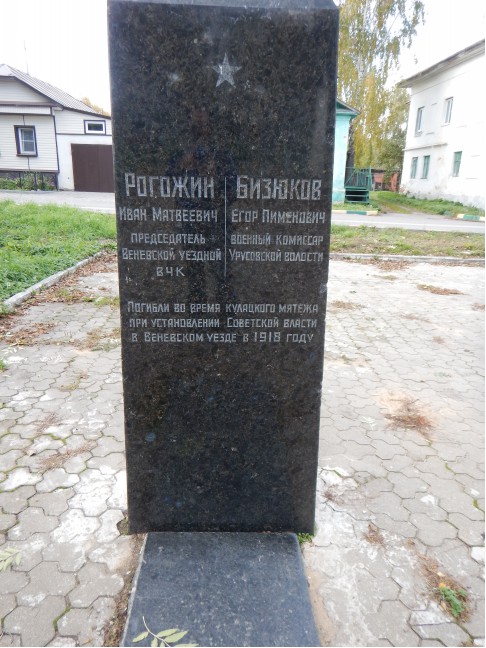 Рогожин
Иван Матвеевич
председатель
Веневской уездной
ВЧК
Бизюков
Егор Пименович
военный комиссар
Урусовской волости
Погибли во время кулацкого мятежа
при установлении Советской власти
в Веневском уезде в 1918 году